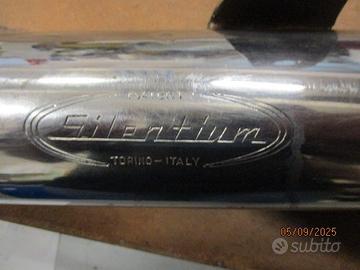 Silentium
TORINO - ITALY
05/09/2025
subito